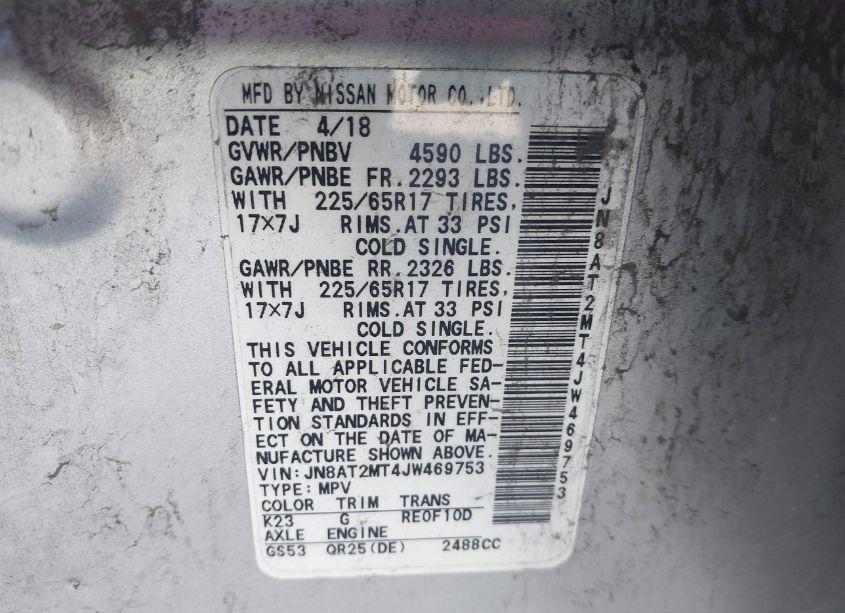 MFD BY NISSAN MOTOR CO.,LTD.
DATE 4/18
GVWR/PNBV 4590 LBS.
GAWR/PNBE FR. 2293 LBS.
WITH 225/65R17 TIRES,
17×7J RIMS.AT 33 PSI
COLD SINGLE.
GAWR/PNBE RR. 2326 LBS.
WITH 225/65R17 TIRES,
17×7J RIMS.AT 33 PSI
COLD SINGLE.
THIS VEHICLE CONFORMS
TO ALL APPLICABLE FED-
ERAL MOTOR VEHICLE SA-
FETY AND THEFT PREVEN-
TION STANDARDS IN EFF-
ECT ON THE DATE OF MA-
NUFACTURE SHOWN ABOVE.
VIN:JN8AT2MT4JW469753
TYPE:MPV
COLOR TRIM TRANS
K23 G RE0F10D
AXLE ENGINE
GS53 QR25(DE) 2488CC
JN8AT2MT4JW469753